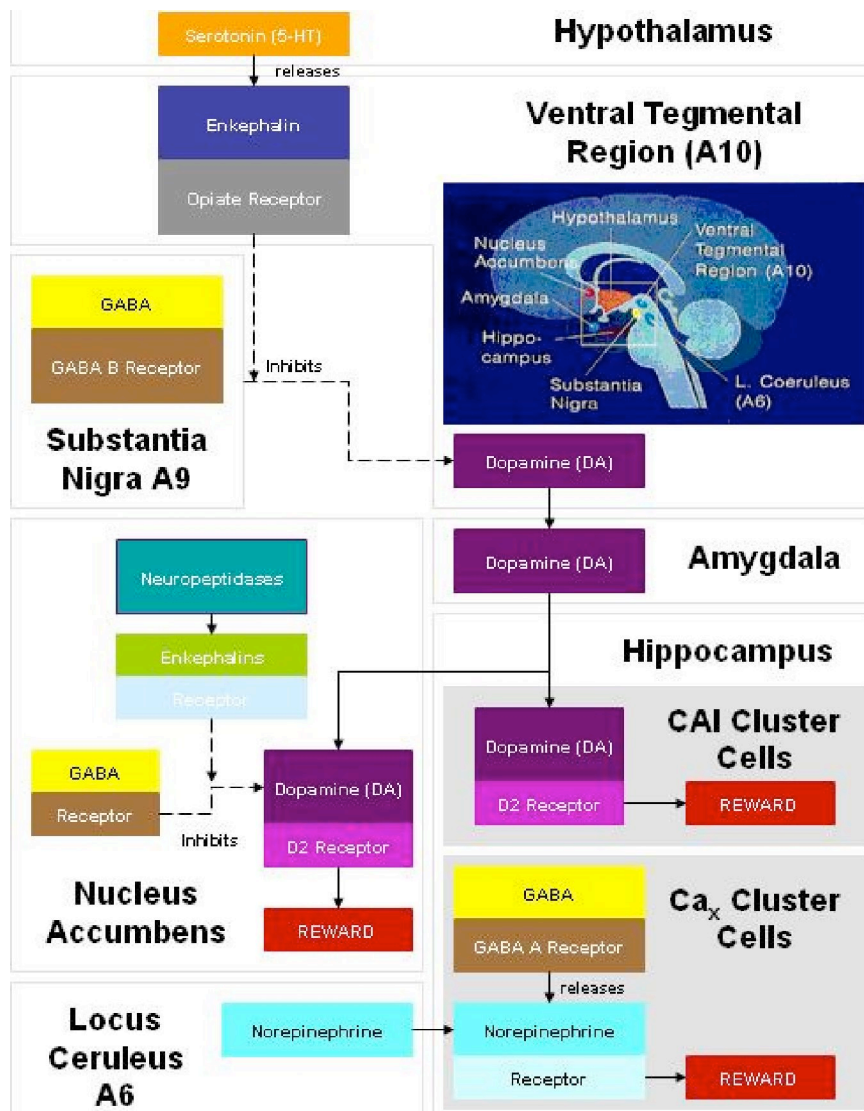 Hypothalamus
Serotonin (5-HT)
releases
Ventral Tegmental
Region (A10)
Enkephalin
Opiate Receptor
Hypothalamus
Nucleus
Accumbens
Ventral
Tegmental
Region (A10)
Amygdala
Hippo-
campus
Substantia
Nigra
L. Coeruleus
(A6)
GABA
GABA B Receptor
Inhibits
Substantia
Nigra A9
Dopamine (DA)
Dopamine (DA)
Amygdala
Neuropeptidases
Enkephalins
Receptor
GABA
Receptor
Inhibits
Dopamine (DA)
D2 Receptor
REWARD
Nucleus
Accumbens
Hippocampus
CAI Cluster
Cells
Dopamine (DA)
D2 Receptor
REWARD
Cax Cluster
Cells
GABA
GABA A Receptor
releases
Locus
Ceruleus
A6
Norepinephrine
Norepinephrine
Receptor
REWARD